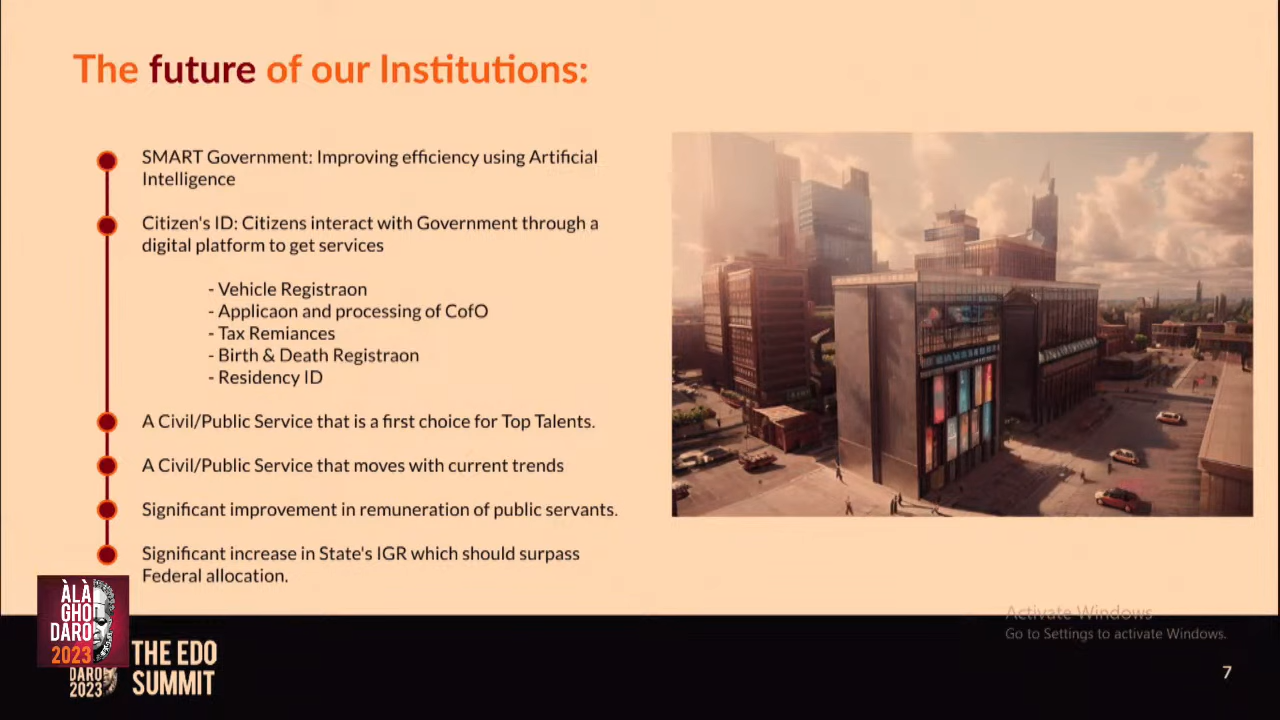 The future of our Institutions:
SMART Government: Improving efficiency using Artificial
Intelligence
Citizen's ID: Citizens interact with Government through a
digital platform to get services
- Vehicle Registraon
- Applicaon and processing of CofO
- Tax Remiances
- Birth & Death Registraon
- Residency ID
A Civil/Public Service that is a first choice for Top Talents.
A Civil/Public Service that moves with current trends
Significant improvement in remuneration of public servants.
Significant increase in State's IGR which should surpass
Federal allocation.
ÀLÀ
GHO
DARO
2023
DARO
2023
THE EDO
SUMMIT
Activate Windows
Go to Settings to activate Windows.
7